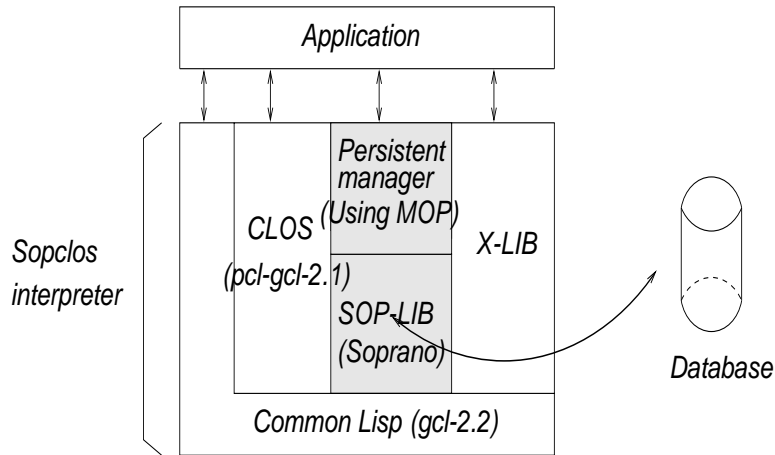 Application
Persistent
manager
(Using MOP)
CLOS
(pcl-gcl-2.1)
X-LIB
Sopclos
interpreter
SOP-LIB
(Soprano)
Database
Common Lisp (gcl-2.2)